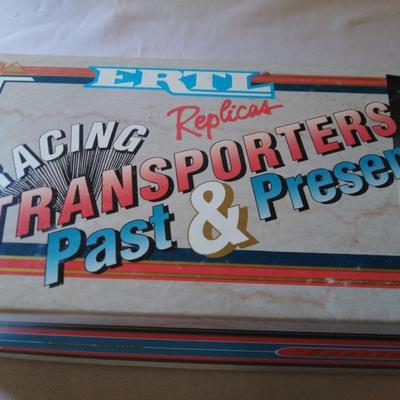 ERTL®
Replicas
RACING
TRANSPORTERS
Past & Presen